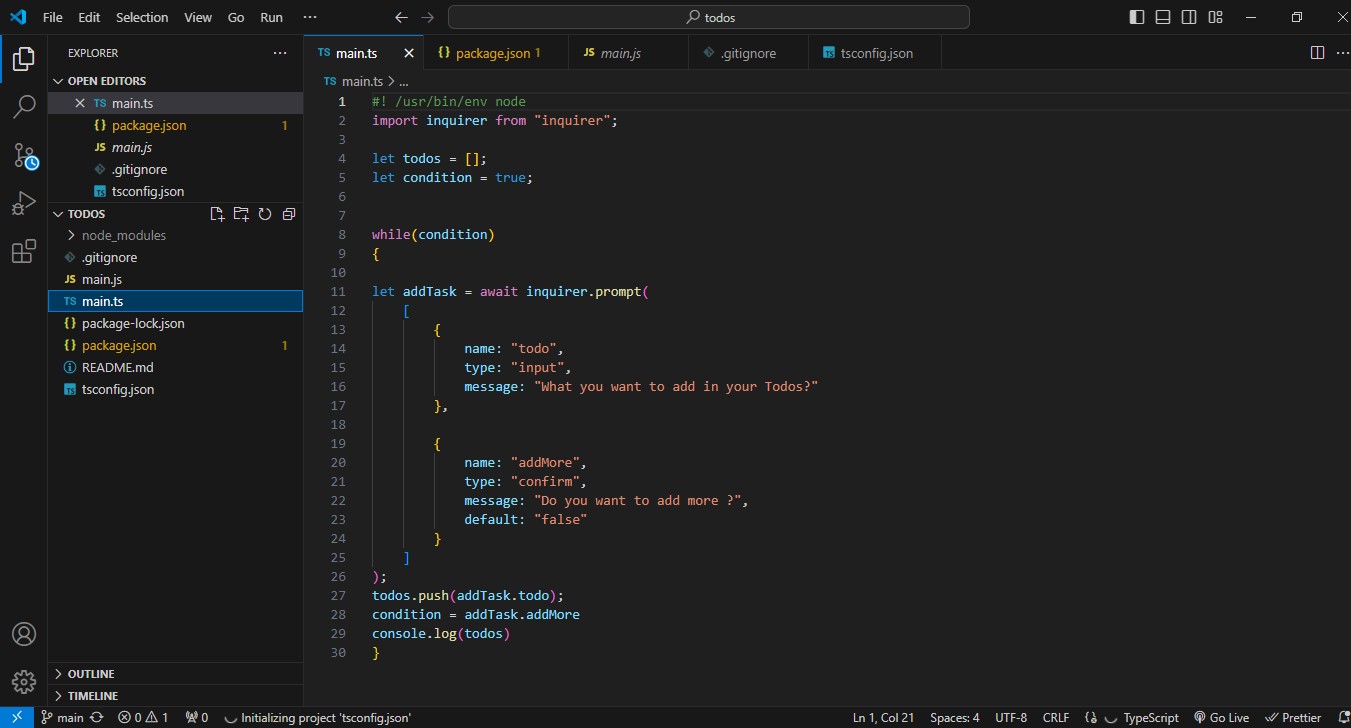 File Edit Selection View Go Run ··· todos
EXPLORER ···
OPEN EDITORS
TS main.ts
{} package.json 1
JS main.js
.gitignore
TS tsconfig.json
TODOS
node_modules
.gitignore
JS main.js
TS main.ts
{} package-lock.json
{} package.json 1
README.md
TS tsconfig.json
OUTLINE
TIMELINE
TS main.ts {} package.json 1 JS main.js .gitignore TS tsconfig.json ···
TS main.ts > ...
1 #! /usr/bin/env node
2 import inquirer from "inquirer";
3
4 let todos = [];
5 let condition = true;
6
7
8 while(condition)
9 {
10
11 let addTask = await inquirer.prompt(
12 [
13 {
14 name: "todo",
15 type: "input",
16 message: "What you want to add in your Todos?"
17 },
18
19 {
20 name: "addMore",
21 type: "confirm",
22 message: "Do you want to add more ?",
23 default: "false"
24 }
25 ]
26 );
27 todos.push(addTask.todo);
28 condition = addTask.addMore
29 console.log(todos)
30 }
main 0 1 0 Initializing project 'tsconfig.json' Ln 1, Col 21 Spaces: 4 UTF-8 CRLF {} TypeScript Go Live Prettier